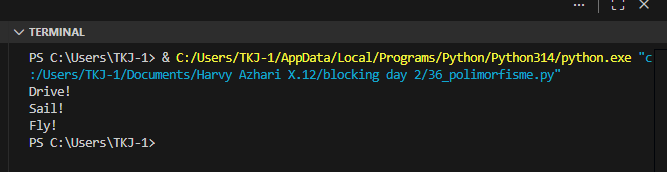 TERMINAL
PS C:\Users\TKJ-1> & C:/Users/TKJ-1/AppData/Local/Programs/Python/Python314/python.exe "c
:/Users/TKJ-1/Documents/Harvy Azhari X.12/blocking day 2/36_polimorfisme.py"
Drive!
Sail!
Fly!
PS C:\Users\TKJ-1>